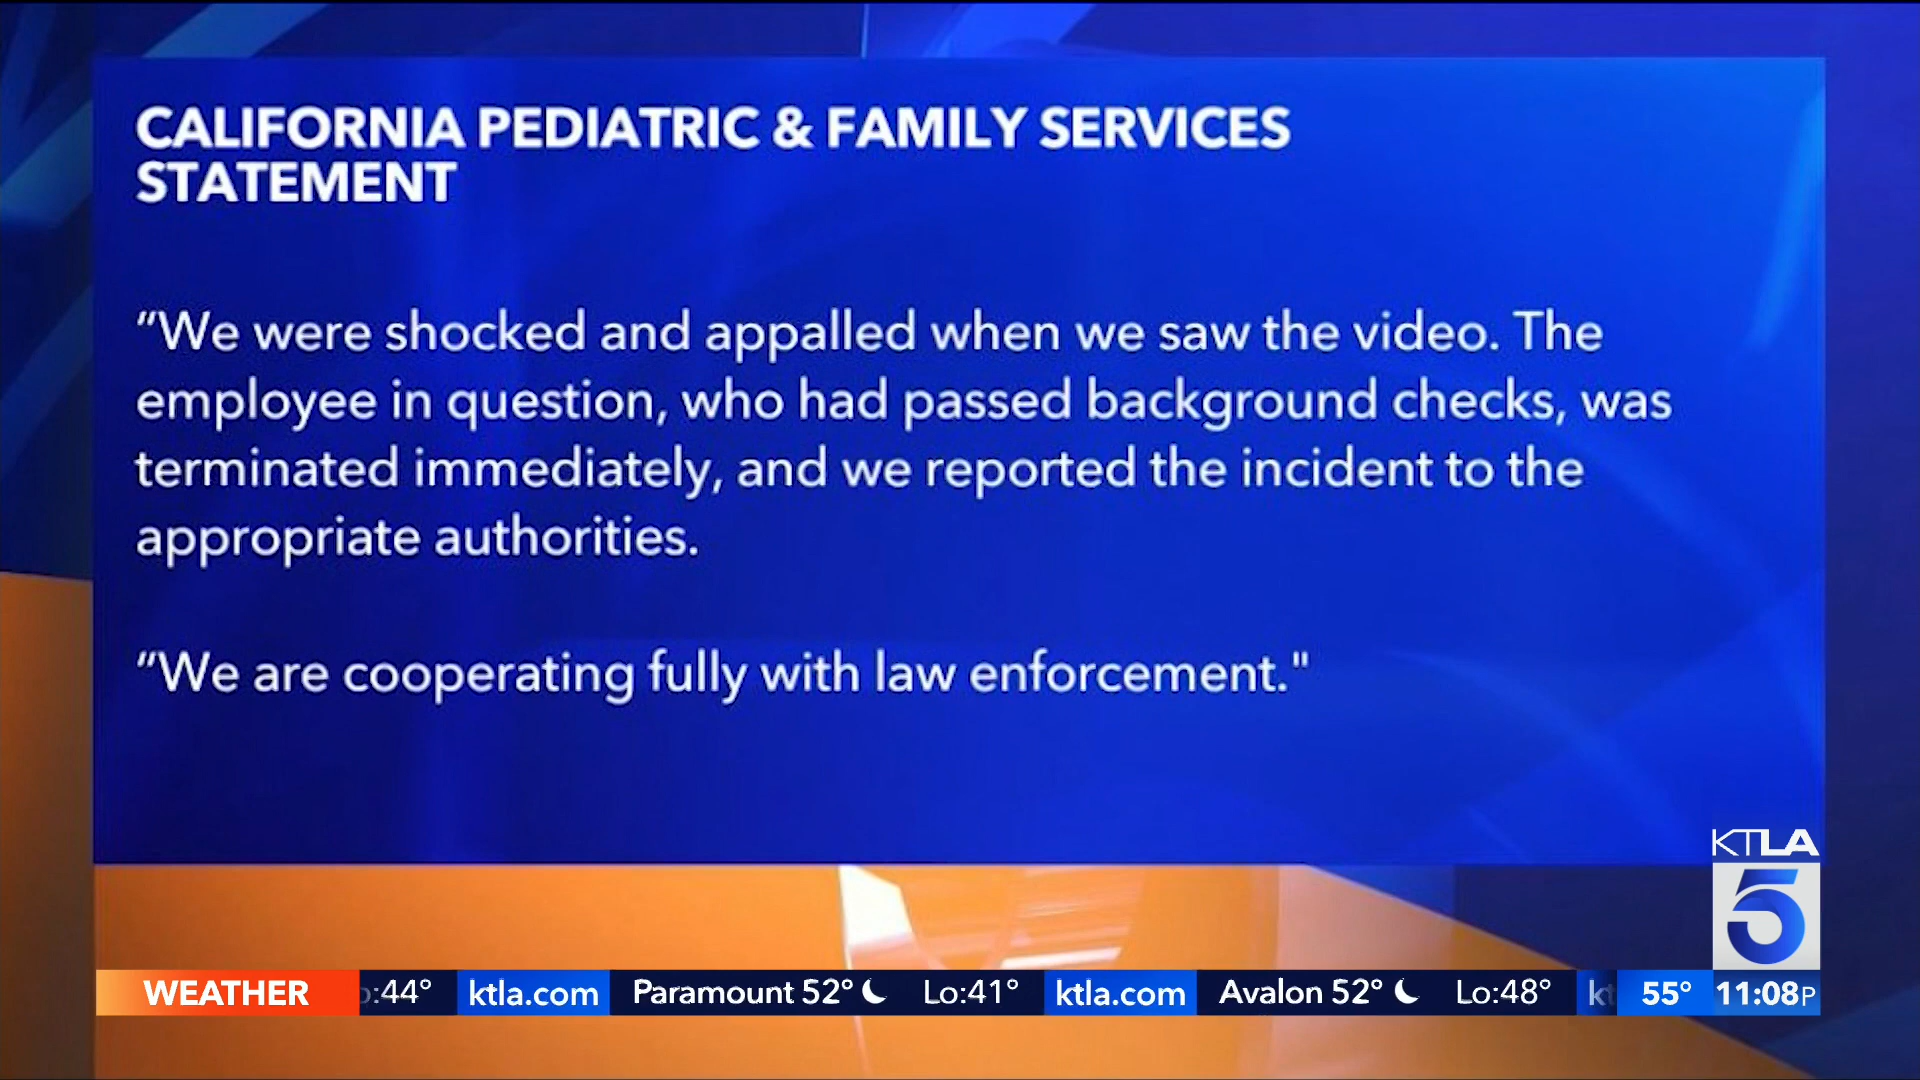 CALIFORNIA PEDIATRIC & FAMILY SERVICES
STATEMENT
“We were shocked and appalled when we saw the video. The
employee in question, who had passed background checks, was
terminated immediately, and we reported the incident to the
appropriate authorities.
“We are cooperating fully with law enforcement."
KTLA
5
WEATHER :44° ktla.com Paramount 52° Lo:41° ktla.com Avalon 52° Lo:48° kt 55° 11:08P